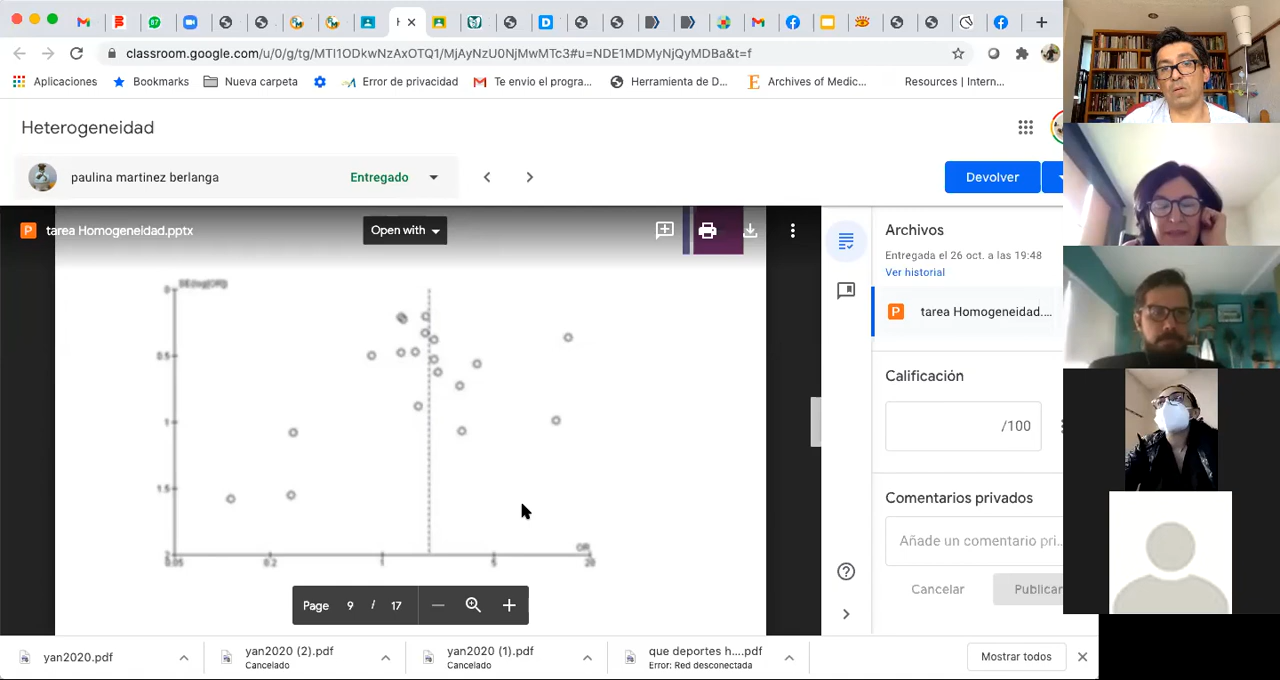 classroom.google.com/u/0/g/tg/MTI1ODkwNzAxOTQ1/MjAyNzU0NjMwMTc3#u=NDE1MDMyNjQyMDBa&t=f
Aplicaciones
Bookmarks
Nueva carpeta
Error de privacidad
Te envio el progra...
Herramienta de D...
Archives of Medic...
Resources | Intern...
Heterogeneidad
paulina martinez berlanga
Entregado
Devolver
tarea Homogeneldad.pptx
Open with
Archivos
Entregada el 26 oct. a las 19:48
Ver historial
tarea Homogeneldad....
Calificación
/100
Comentarios privados
Añade un comentario pri...
Cancelar
Publicar
SE(log[OR])
0
0.5
1
1.5
2
0.05
0.2
1
5
20
OR
Page 9 / 17
yan2020.pdf
yan2020 (2).pdf
Cancelado
yan2020 (1).pdf
Cancelado
que deportes h....pdf
Error: Red desconectada
Mostrar todos